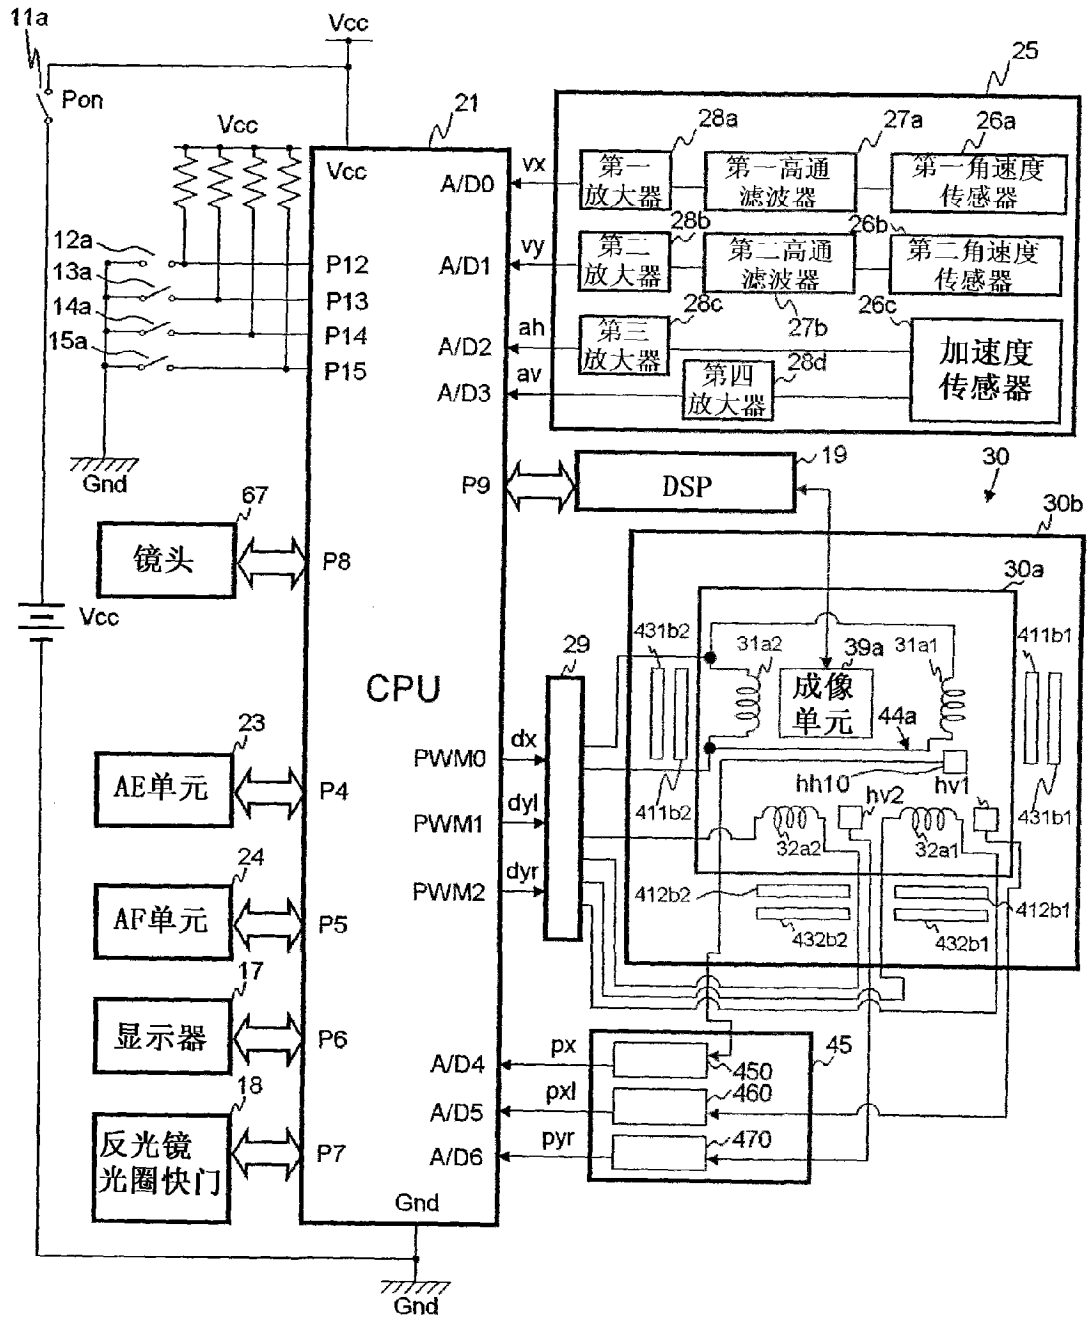 11a
Vcc
Pon
25
21
Vcc
28a
27a
26a
Vcc
A/D0
vx
第一
放大器
第一高通
滤波器
第一角速度
传感器
28b
26b
12a
P12
A/D1
vy
第二
放大器
第二高通
滤波器
第二角速度
传感器
13a
P13
28c
27b
26c
14a
P14
A/D2
ah
第三
放大器
加速度
传感器
15a
P15
28d
A/D3
av
第四
放大器
Gnd
19
30
P9
DSP
67
30b
镜头
P8
30a
Vcc
431b2
31a2
39a
31a1
411b1
29
成像
单元
CPU
44a
23
PWM0
dx
AE单元
P4
411b2
hh10
hv2
hv1
431b1
PWM1
dyl
32a2
32a1
24
PWM2
dyr
412b2
412b1
AF单元
P5
432b2
432b1
17
显示器
P6
45
A/D4
px
450
18
A/D5
pxl
460
反光镜
光圈快门
P7
A/D6
pyr
470
Gnd
Gnd